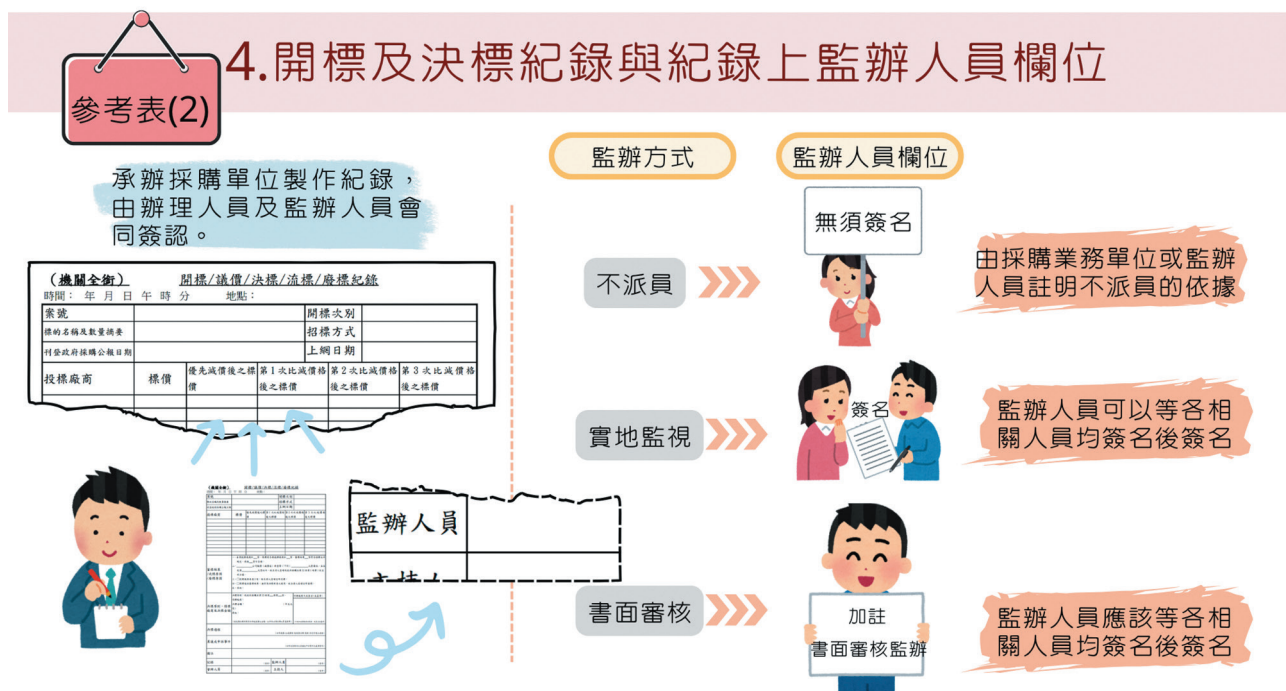 4.開標及決標紀錄與紀錄上監辦人員欄位
參考表(2)
承辦採購單位製作紀錄，
由辦理人員及監辦人員會
同簽認。
(機關全銜) 開標/議價/決標/流標/廢標紀錄
時間： 年 月 日 午 時 分 地點：
案號 開標次別
標的名稱及數量摘要 招標方式
刊登政府採購公報日期 上網日期
投標廠商 標價 優先減價後之標價 第1次比減價格後之標價 第2次比減價格後之標價 第3次比減價格後之標價
監辦人員
監辦方式 監辦人員欄位
不派員
無須簽名
由採購業務單位或監辦
人員註明不派員的依據
實地監視
簽名
監辦人員可以等各相
關人員均簽名後簽名
書面審核
加註
書面審核監辦
監辦人員應該等各相
關人員均簽名後簽名